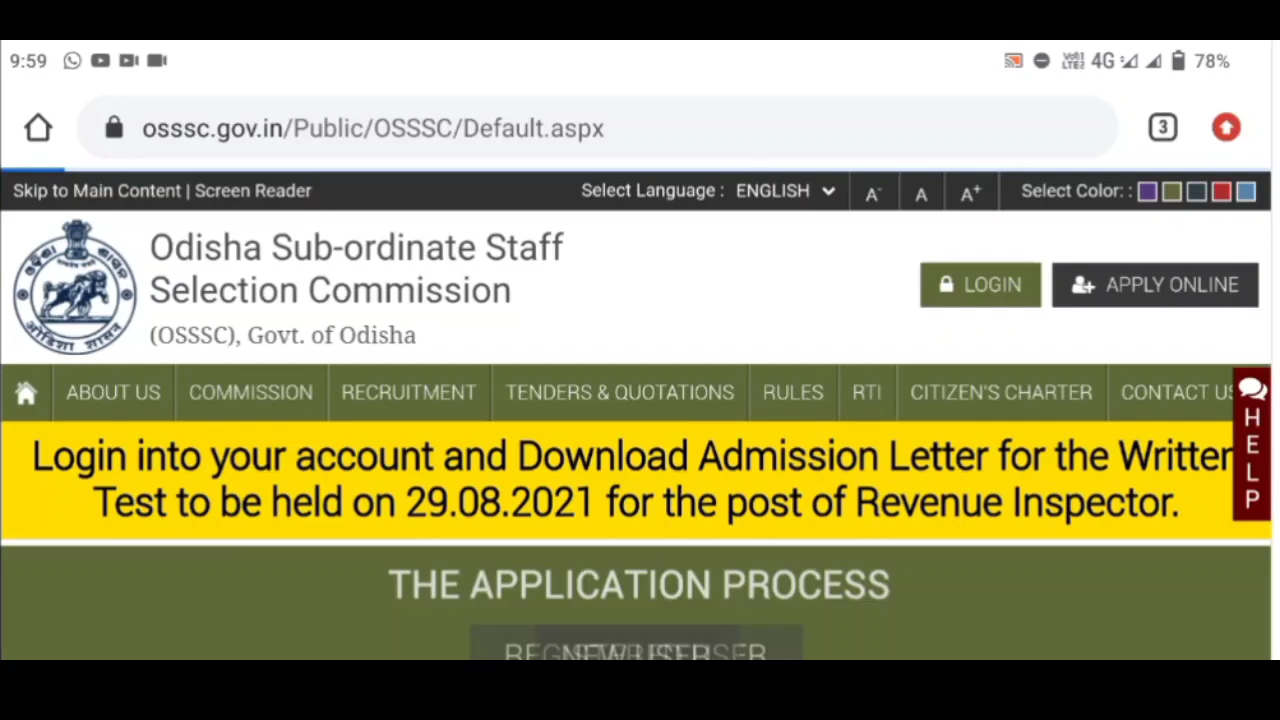 9:59
4G 78%
osssc.gov.in/Public/OSSSC/Default.aspx
3
Skip to Main Content | Screen Reader
Select Language : ENGLISH
A- A A+
Select Color: :
Odisha Sub-ordinate Staff
Selection Commission
(OSSSC), Govt. of Odisha
LOGIN
APPLY ONLINE
ABOUT US COMMISSION RECRUITMENT TENDERS & QUOTATIONS RULES RTI CITIZEN'S CHARTER CONTACT US
HELP
Login into your account and Download Admission Letter for the Written
Test to be held on 29.08.2021 for the post of Revenue Inspector.
THE APPLICATION PROCESS